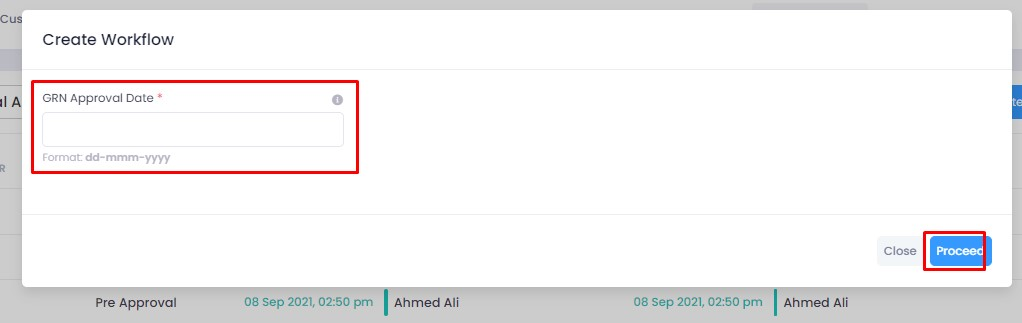 Cus
Create Workflow
GRN Approval Date *
al A
te
Format: dd-mmm-yyyy
R
Close
Proceed
Pre Approval 08 Sep 2021, 02:50 pm Ahmed Ali 08 Sep 2021, 02:50 pm Ahmed Ali